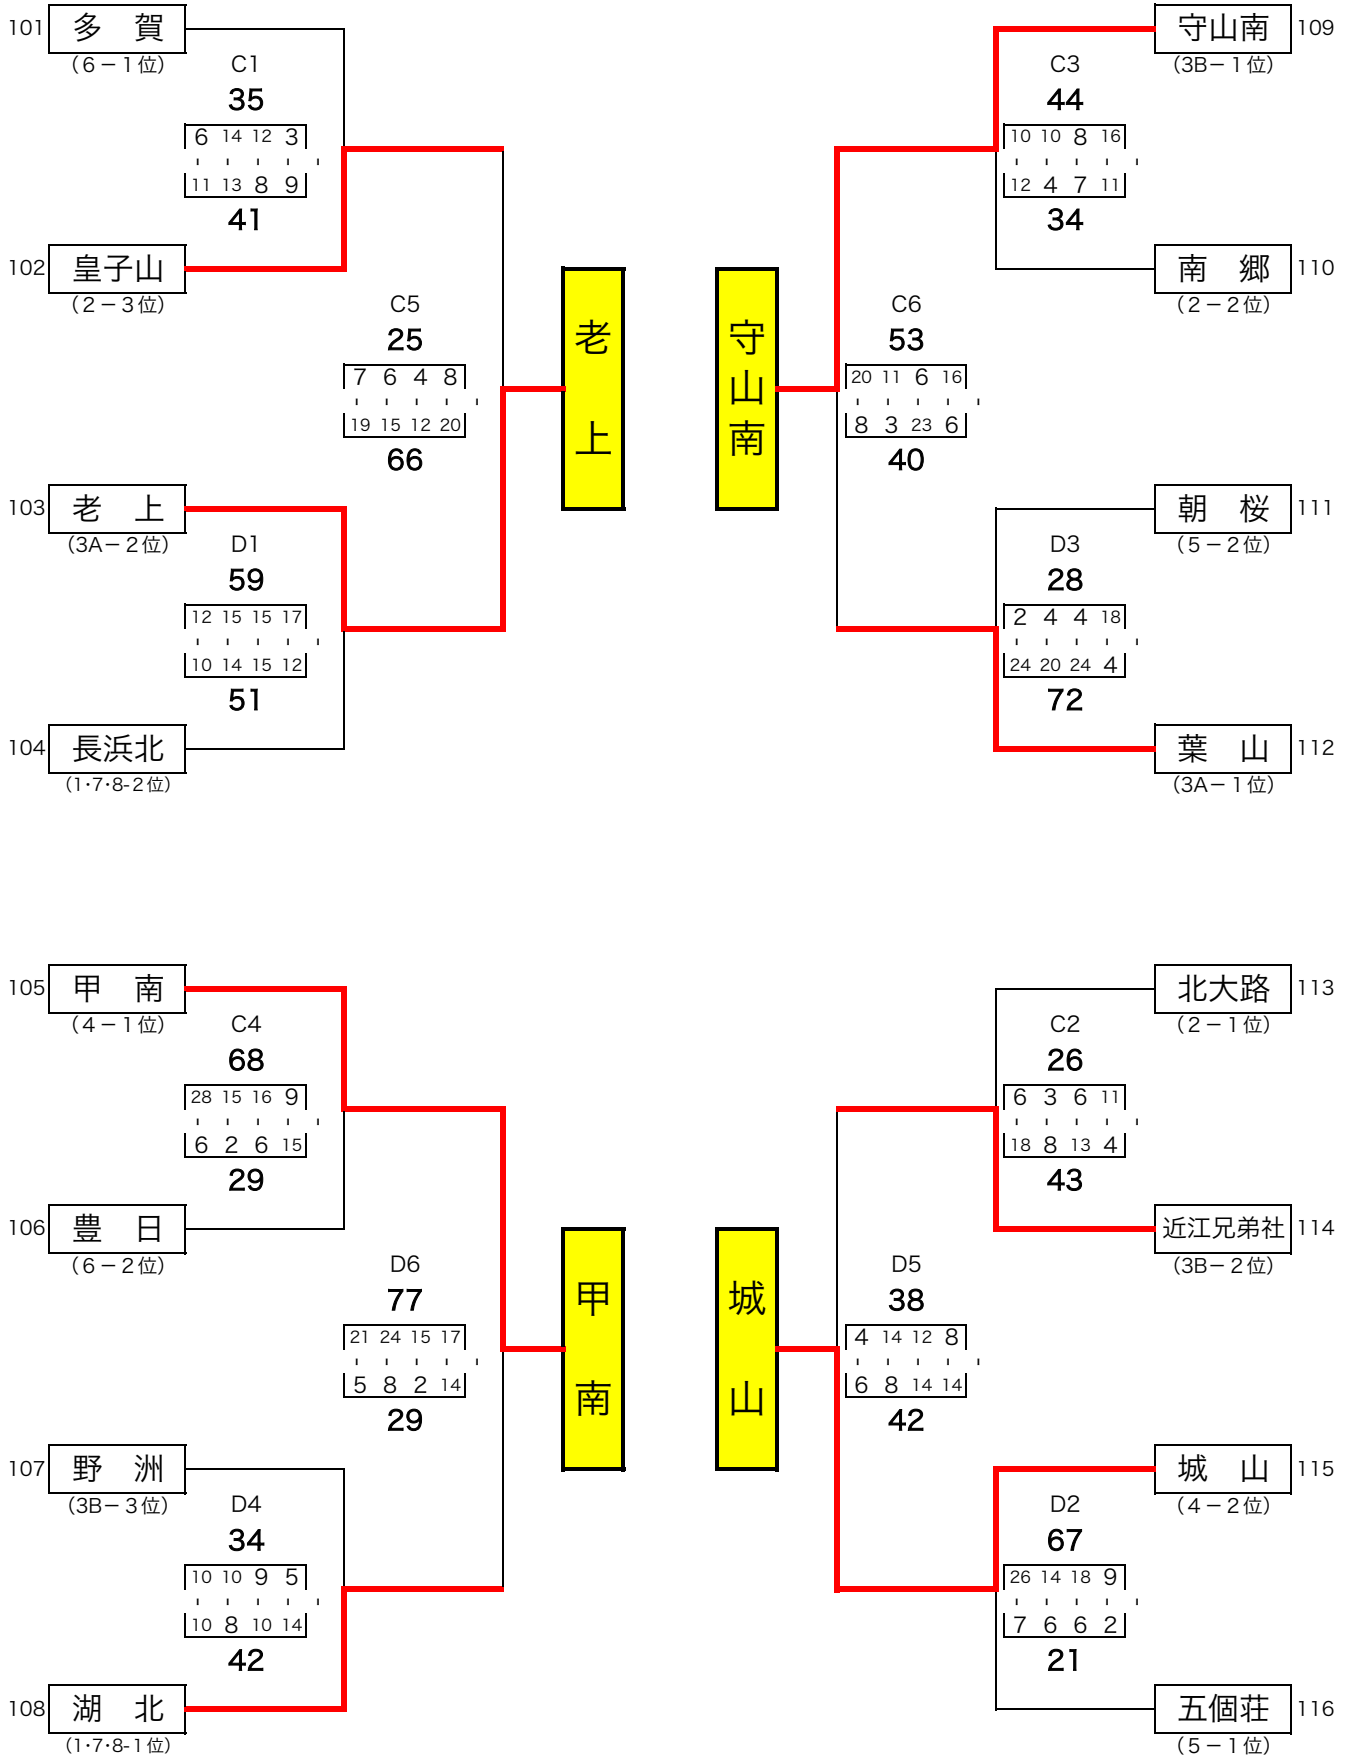 101 多　賀
（6－1位）
C1
35
6 14 12 3
11 13 8 9
41
102 皇子山
（2－3位）
C5
25
7 6 4 8
19 15 12 20
66
老上
103 老　上
（3A－2位）
D1
59
12 15 15 17
10 14 15 12
51
104 長浜北
（1･7･8-2位）
守山南 109
（3B－1位）
C3
44
10 10 8 16
12 4 7 11
34
南　郷 110
（2－2位）
C6
53
20 11 6 16
8 3 23 6
40
守山南
朝　桜 111
（5－2位）
D3
28
2 4 4 18
24 20 24 4
72
葉　山 112
（3A－1位）
105 甲　南
（4－1位）
C4
68
28 15 16 9
6 2 6 15
29
106 豊　日
（6－2位）
D6
77
21 24 15 17
5 8 2 14
29
甲南
107 野　洲
（3B－3位）
D4
34
10 10 9 5
10 8 10 14
42
108 湖　北
（1･7･8-1位）
北大路 113
（2－1位）
C2
26
6 3 6 11
18 8 13 4
43
近江兄弟社 114
（3B－2位）
D5
38
4 14 12 8
6 8 14 14
42
城山
城　山 115
（4－2位）
D2
67
26 14 18 9
7 6 6 2
21
五個荘 116
（5－1位）